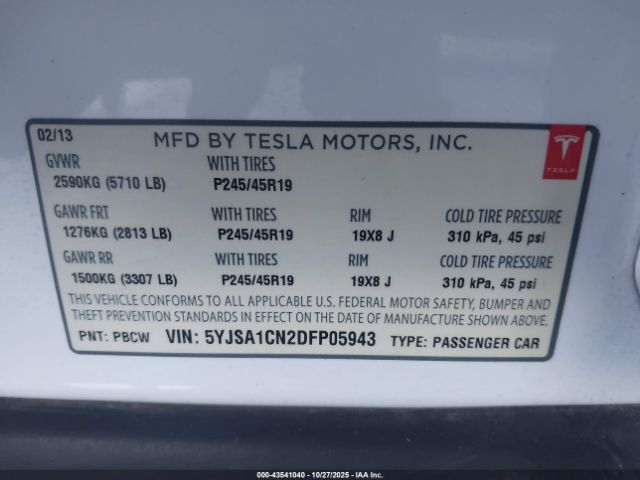 02/13 MFD BY TESLA MOTORS, INC.
GVWR WITH TIRES
2590KG (5710 LB) P245/45R19
TESLA
GAWR FRT WITH TIRES RIM COLD TIRE PRESSURE
1276KG (2813 LB) P245/45R19 19X8 J 310 kPa, 45 psi
GAWR RR WITH TIRES RIM COLD TIRE PRESSURE
1500KG (3307 LB) P245/45R19 19X8 J 310 kPa, 45 psi
THIS VEHICLE CONFORMS TO ALL APPLICABLE U.S. FEDERAL MOTOR SAFETY, BUMPER AND
THEFT PREVENTION STANDARDS IN EFFECT ON THE DATE OF MANUFACTURE SHOWN ABOVE.
PNT: PBCW VIN: 5YJSA1CN2DFP05943 TYPE: PASSENGER CAR
000-43541040 - 10/27/2025 - IAAI, Inc.